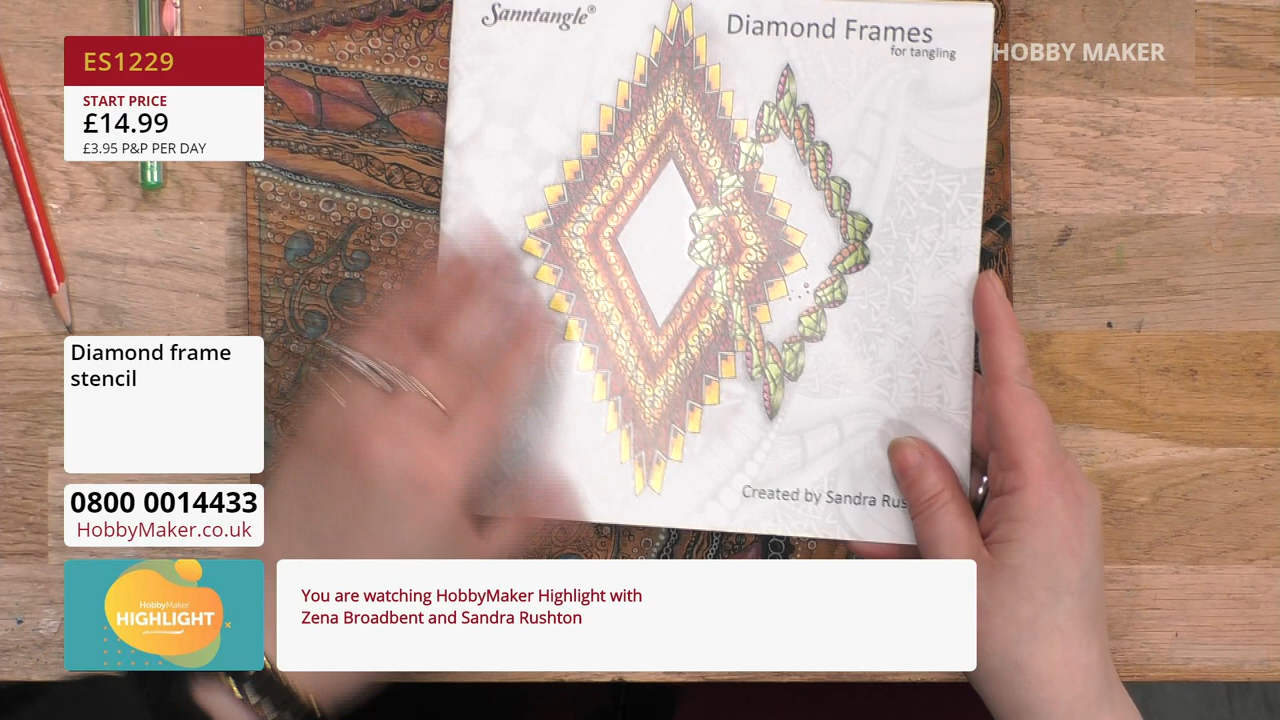 Sanntangle®
Diamond Frames
for tangling
HOBBY MAKER
ES1229
START PRICE
£14.99
£3.95 P&P PER DAY
Diamond frame
stencil
Created by Sandra
0800 0014433
HobbyMaker.co.uk
HobbyMaker
HIGHLIGHT
You are watching HobbyMaker Highlight with
Zena Broadbent and Sandra Rushton